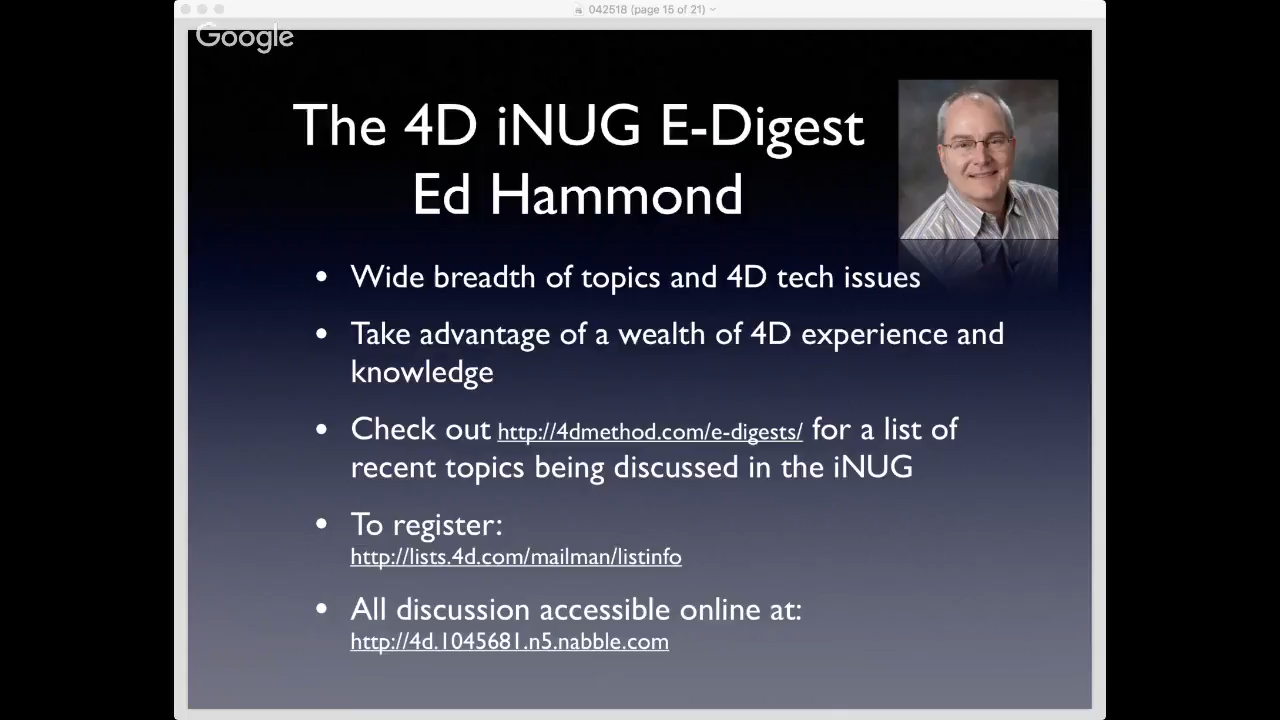 042518 (page 15 of 21)
Google
The 4D iNUG E-Digest
Ed Hammond
• Wide breadth of topics and 4D tech issues
• Take advantage of a wealth of 4D experience and
knowledge
• Check out http://4dmethod.com/e-digests/ for a list of
recent topics being discussed in the iNUG
• To register:
http://lists.4d.com/mailman/listinfo
• All discussion accessible online at:
http://4d.1045681.n5.nabble.com